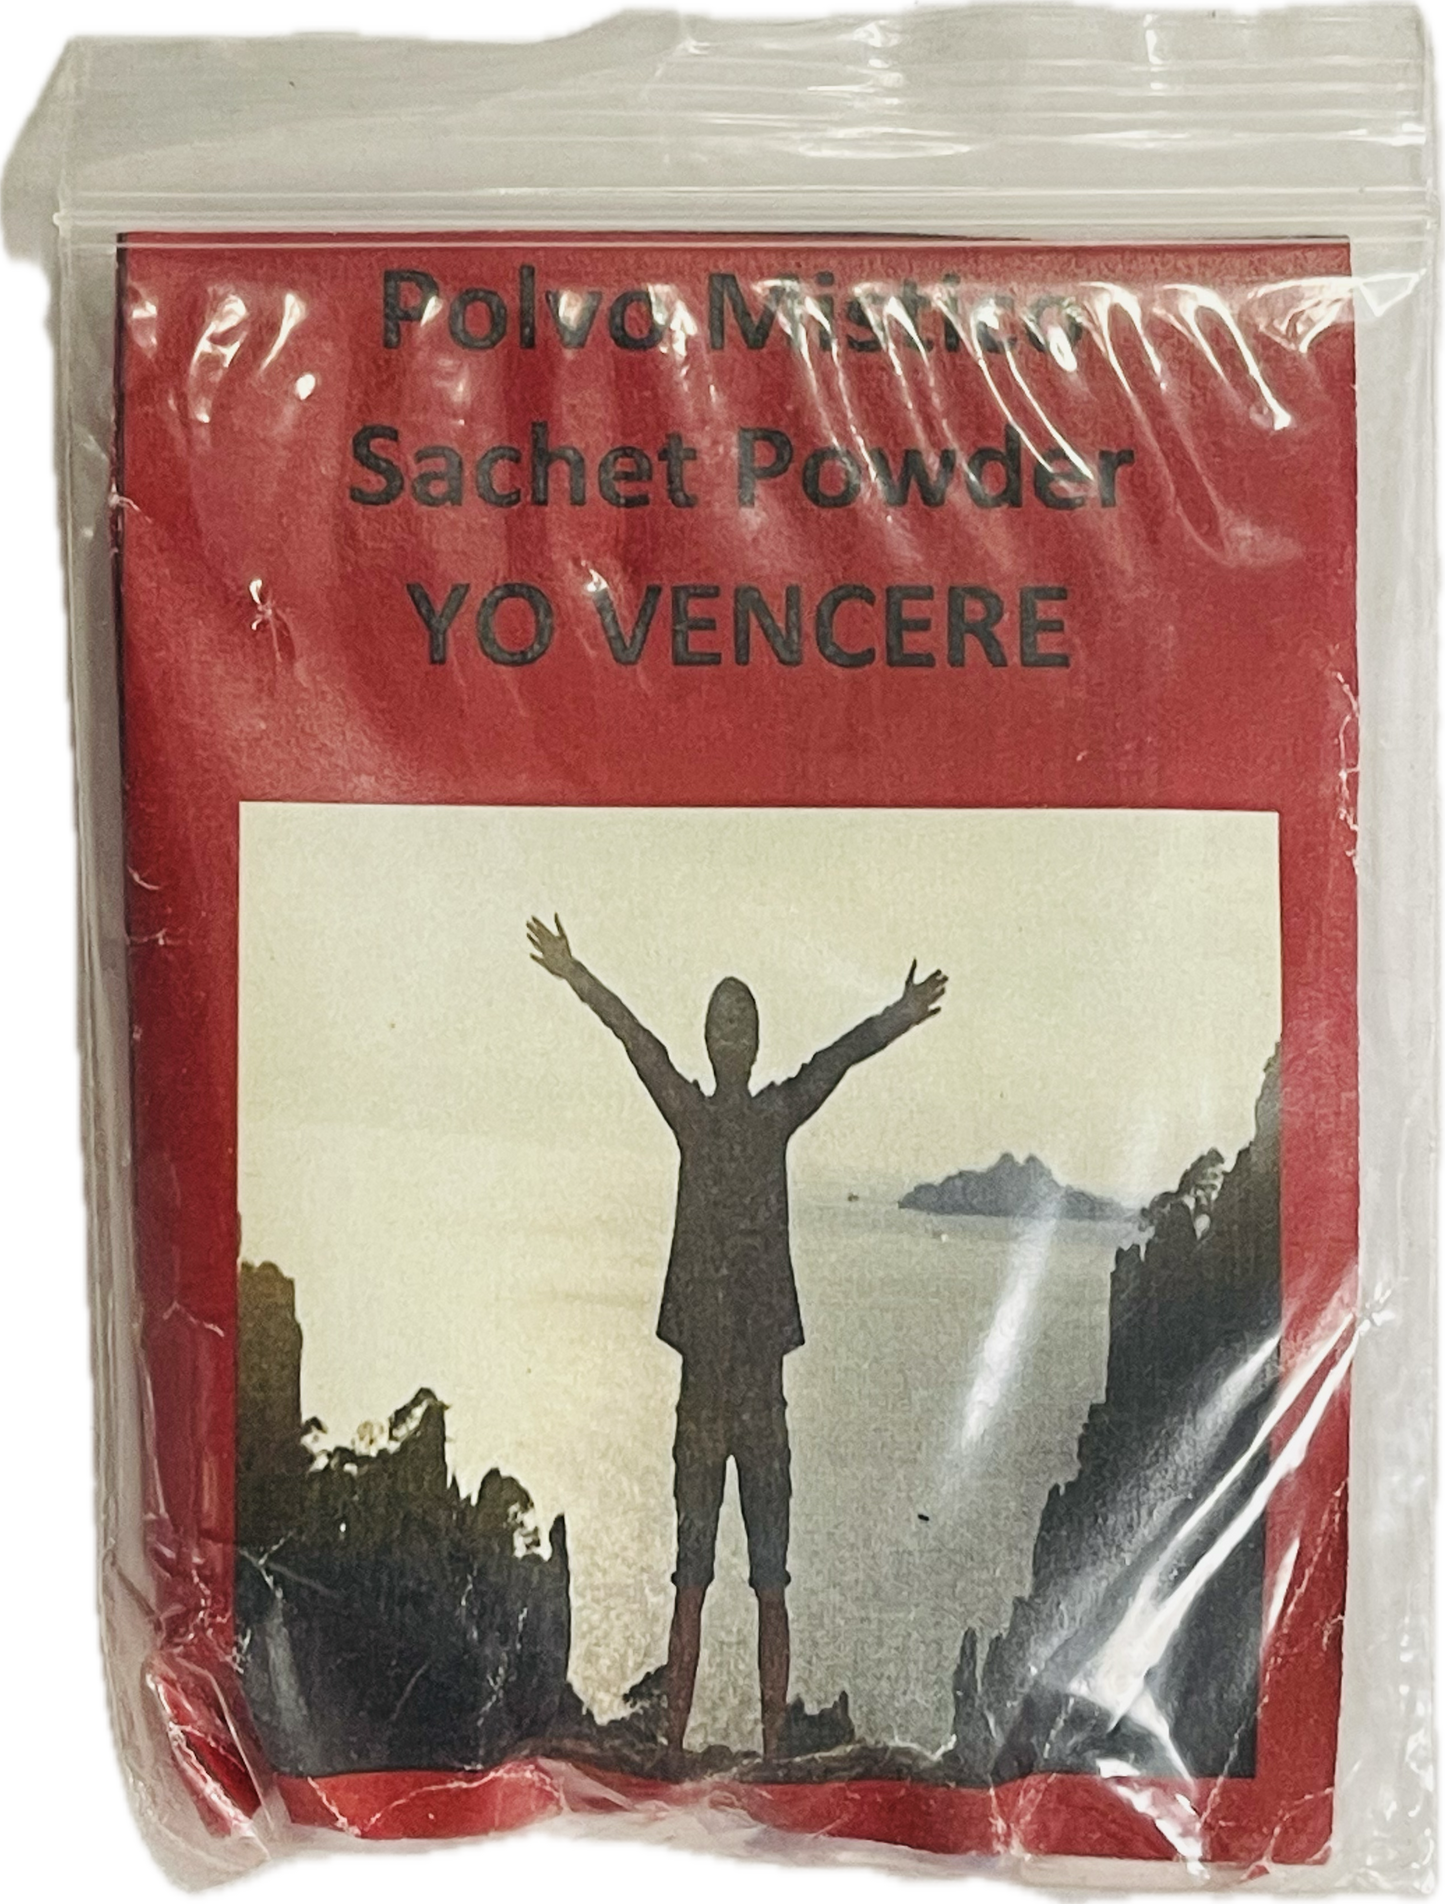 Polvo Mistico
Sachet Powder
YO VENCERE